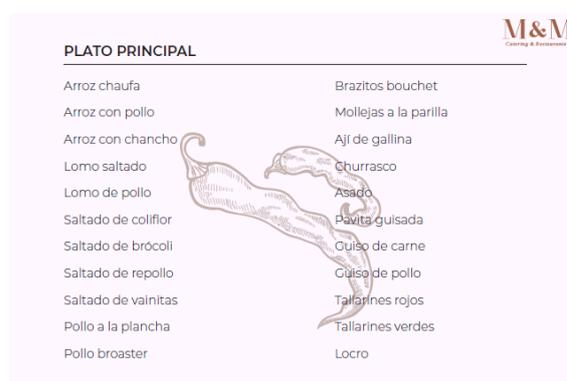 M&M
Catering & Restaurante
PLATO PRINCIPAL
Arroz chaufa
Arroz con pollo
Arroz con chancho
Lomo saltado
Lomo de pollo
Saltado de coliflor
Saltado de brócoli
Saltado de repollo
Saltado de vainitas
Pollo a la plancha
Pollo broaster
Brazitos bouchet
Mollejas a la parilla
Ají de gallina
Churrasco
Asado
Pavita guisada
Guiso de carne
Guiso de pollo
Tallarines rojos
Tallarines verdes
Locro